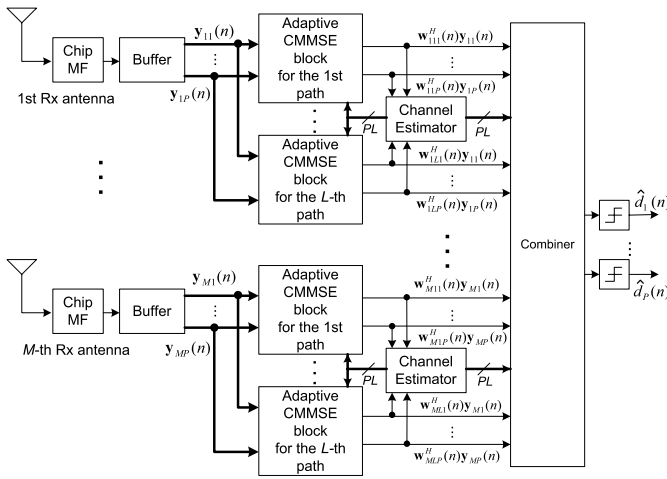 Chip
MF
Buffer
1st Rx antenna
y₁₁(n)
⋮
y₁P(n)
Adaptive
CMMSE
block
for the 1st
path
Adaptive
CMMSE
block
for the L-th
path
PL
Channel
Estimator
PL
w₁₁₁ᴴ(n)y₁₁(n)
⋮
w₁₁Pᴴ(n)y₁P(n)
w₁L₁ᴴ(n)y₁₁(n)
⋮
w₁LPᴴ(n)y₁P(n)
Chip
MF
Buffer
M-th Rx antenna
yM₁(n)
⋮
yMP(n)
Adaptive
CMMSE
block
for the 1st
path
Adaptive
CMMSE
block
for the L-th
path
PL
Channel
Estimator
PL
wM₁₁ᴴ(n)yM₁(n)
⋮
wM₁Pᴴ(n)yMP(n)
wML₁ᴴ(n)yM₁(n)
⋮
wMLPᴴ(n)yMP(n)
Combiner
d̂₁(n)
⋮
d̂P(n)